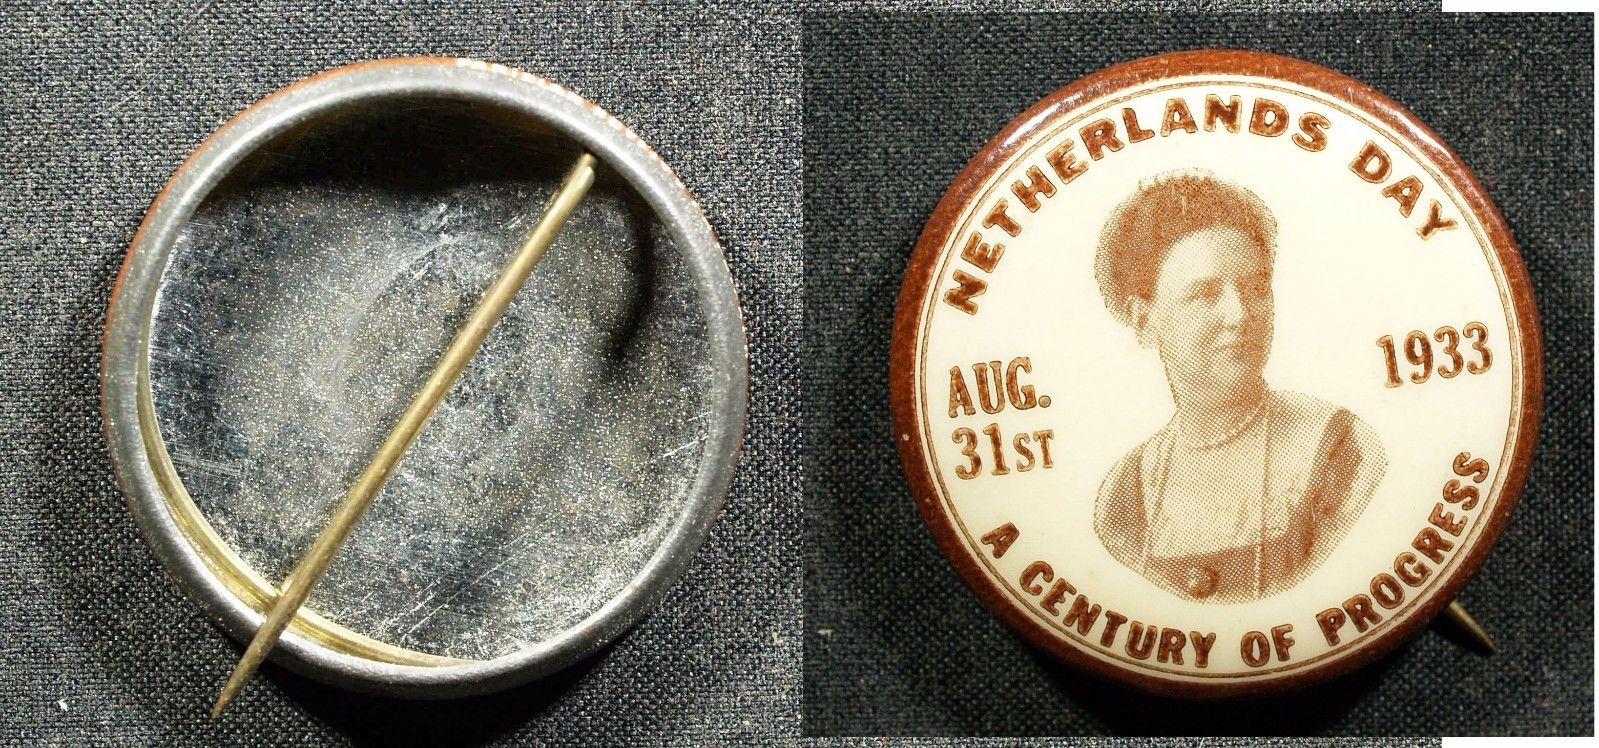 NETHERLANDS DAY
AUG.
31ST
1933
A CENTURY OF PROGRESS